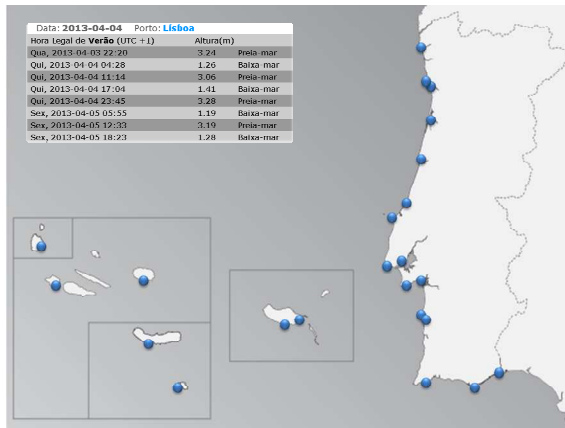 Data: 2013-04-04 Porto: Lisboa
Hora Legal de Verão (UTC +1) Altura(m)
Qua, 2013-04-03 22:20 3.24 Preia-mar
Qui, 2013-04-04 04:28 1.26 Baixa-mar
Qui, 2013-04-04 11:14 3.06 Preia-mar
Qui, 2013-04-04 17:04 1.41 Baixa-mar
Qui, 2013-04-04 23:45 3.28 Preia-mar
Sex, 2013-04-05 05:55 1.19 Baixa-mar
Sex, 2013-04-05 12:33 3.19 Preia-mar
Sex, 2013-04-05 18:23 1.28 Baixa-mar